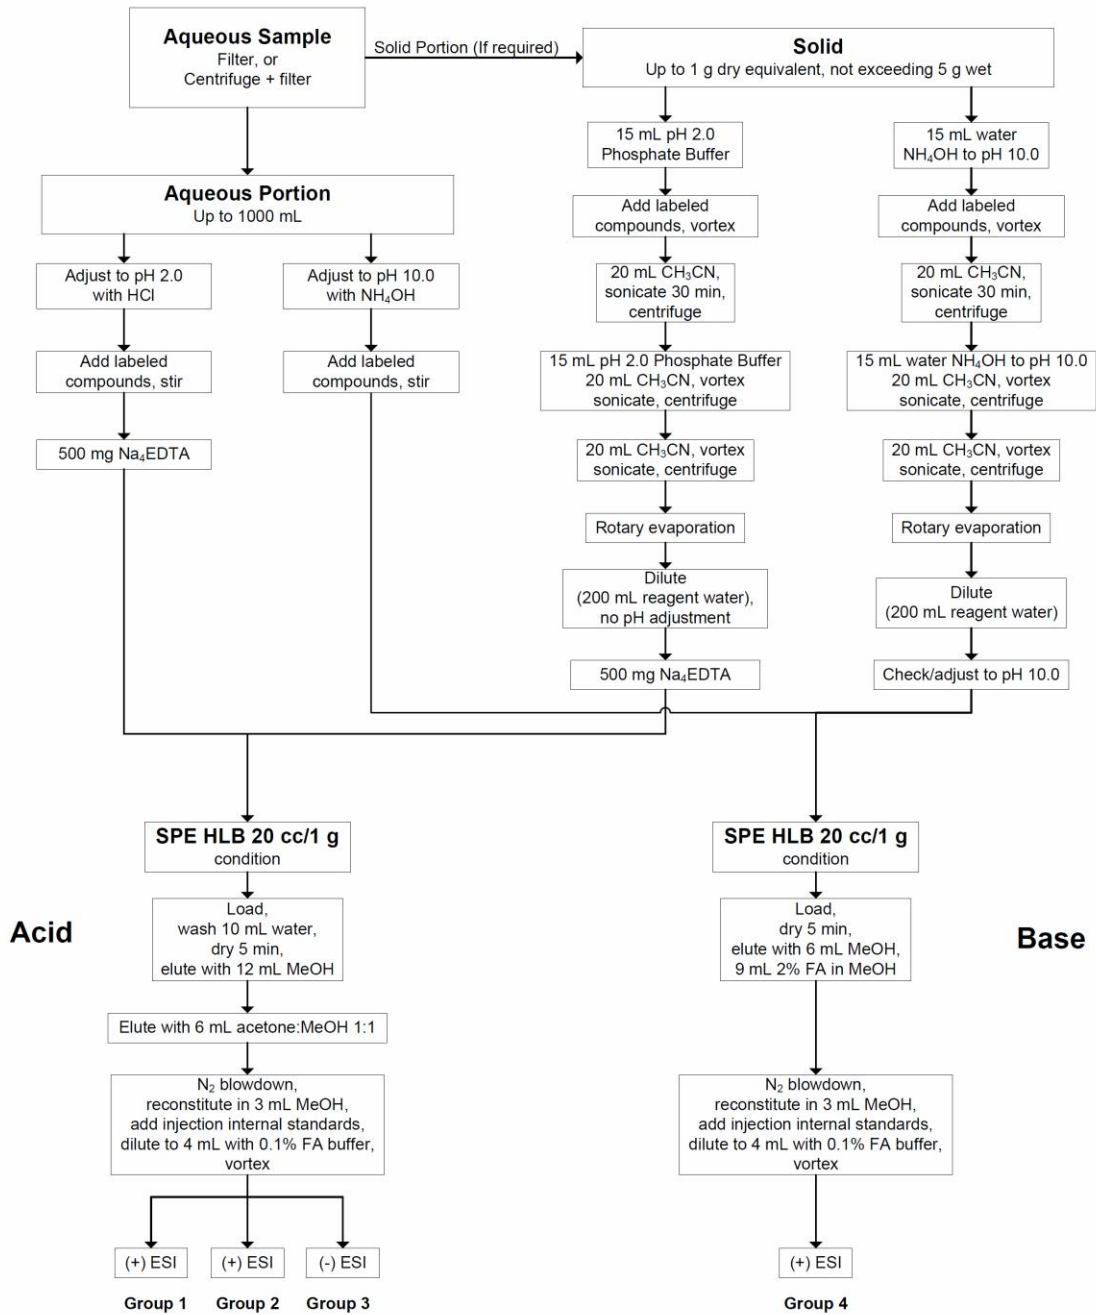 Aqueous Sample
Filter, or
Centrifuge + filter
Solid Portion (If required)
Solid
Up to 1 g dry equivalent, not exceeding 5 g wet
Aqueous Portion
Up to 1000 mL
Adjust to pH 2.0
with HCl
Add labeled
compounds, stir
500 mg Na₄EDTA
Adjust to pH 10.0
with NH₄OH
Add labeled
compounds, stir
15 mL pH 2.0
Phosphate Buffer
Add labeled
compounds, vortex
20 mL CH₃CN,
sonicate 30 min,
centrifuge
15 mL pH 2.0 Phosphate Buffer
20 mL CH₃CN, vortex
sonicate, centrifuge
20 mL CH₃CN, vortex
sonicate, centrifuge
Rotary evaporation
Dilute
(200 mL reagent water),
no pH adjustment
500 mg Na₄EDTA
15 mL water
NH₄OH to pH 10.0
Add labeled
compounds, vortex
20 mL CH₃CN,
sonicate 30 min,
centrifuge
15 mL water NH₄OH to pH 10.0
20 mL CH₃CN, vortex
sonicate, centrifuge
20 mL CH₃CN, vortex
sonicate, centrifuge
Rotary evaporation
Dilute
(200 mL reagent water)
Check/adjust to pH 10.0
Acid
SPE HLB 20 cc/1 g
condition
Load,
wash 10 mL water,
dry 5 min,
elute with 12 mL MeOH
Elute with 6 mL acetone:MeOH 1:1
N₂ blowdown,
reconstitute in 3 mL MeOH,
add injection internal standards,
dilute to 4 mL with 0.1% FA buffer,
vortex
(+) ESI
(+) ESI
(-) ESI
Group 1
Group 2
Group 3
Base
SPE HLB 20 cc/1 g
condition
Load,
dry 5 min,
elute with 6 mL MeOH,
9 mL 2% FA in MeOH
N₂ blowdown,
reconstitute in 3 mL MeOH,
add injection internal standards,
dilute to 4 mL with 0.1% FA buffer,
vortex
(+) ESI
Group 4